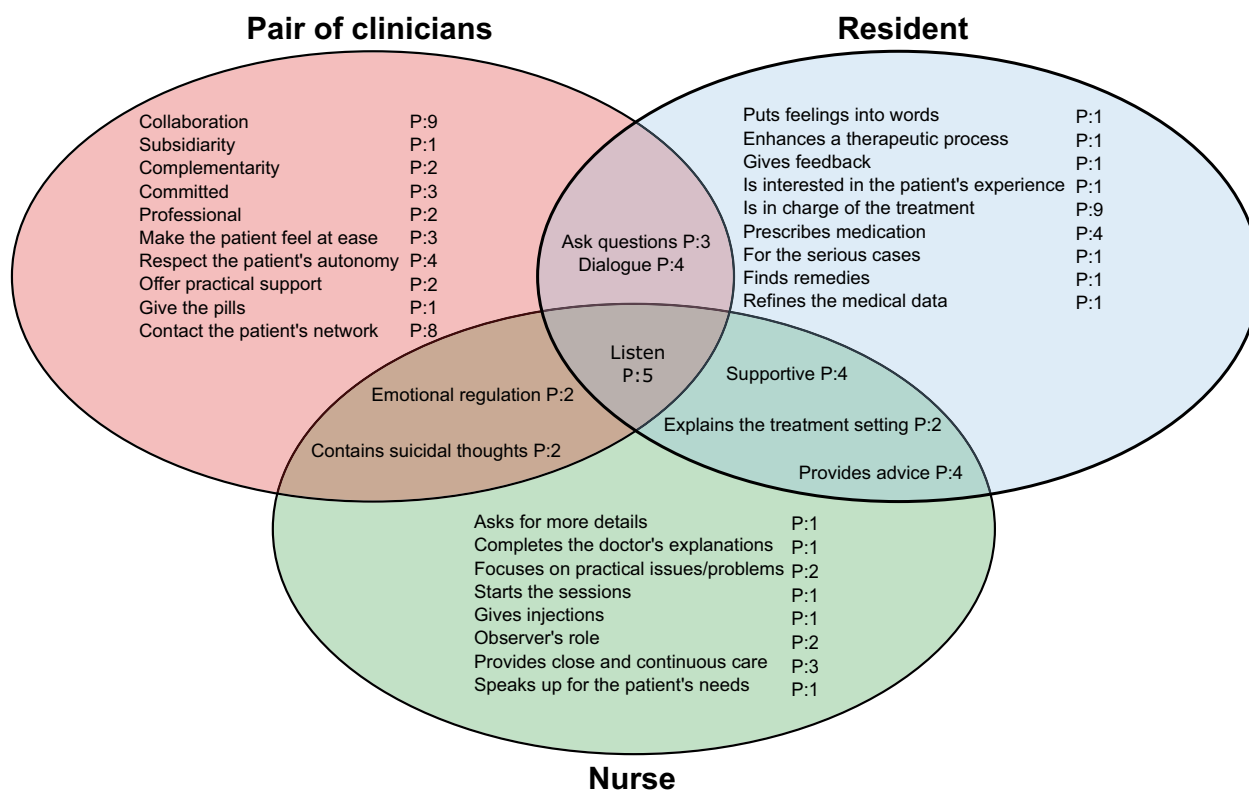 Pair of clinicians
Resident
Collaboration P:9
Subsidiarity P:1
Complementarity P:2
Committed P:3
Professional P:2
Make the patient feel at ease P:3
Respect the patient's autonomy P:4
Offer practical support P:2
Give the pills P:1
Contact the patient's network P:8
Puts feelings into words P:1
Enhances a therapeutic process P:1
Gives feedback P:1
Is interested in the patient's experience P:1
Is in charge of the treatment P:9
Prescribes medication P:4
For the serious cases P:1
Finds remedies P:1
Refines the medical data P:1
Ask questions P:3
Dialogue P:4
Listen
P:5
Emotional regulation P:2
Contains suicidal thoughts P:2
Supportive P:4
Explains the treatment setting P:2
Provides advice P:4
Asks for more details P:1
Completes the doctor's explanations P:1
Focuses on practical issues/problems P:2
Starts the sessions P:1
Gives injections P:1
Observer's role P:2
Provides close and continuous care P:3
Speaks up for the patient's needs P:1
Nurse